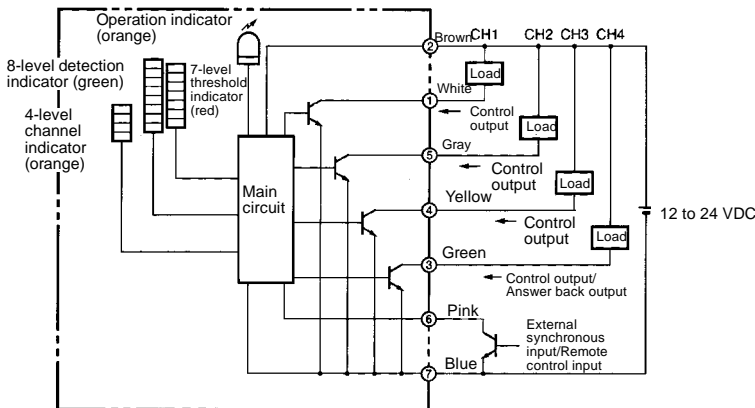 Operation indicator
(orange)
8-level detection
indicator (green)
7-level
threshold
indicator
(red)
4-level
channel
indicator
(orange)
Main
circuit
2
Brown
CH1
CH2
CH3
CH4
Load
White
1
Control
output
Load
Gray
5
Control
output
Load
Yellow
4
Control
output
12 to 24 VDC
Load
Green
3
Control output/
Answer back output
6
Pink
External
synchronous
input/Remote
control input
7
Blue